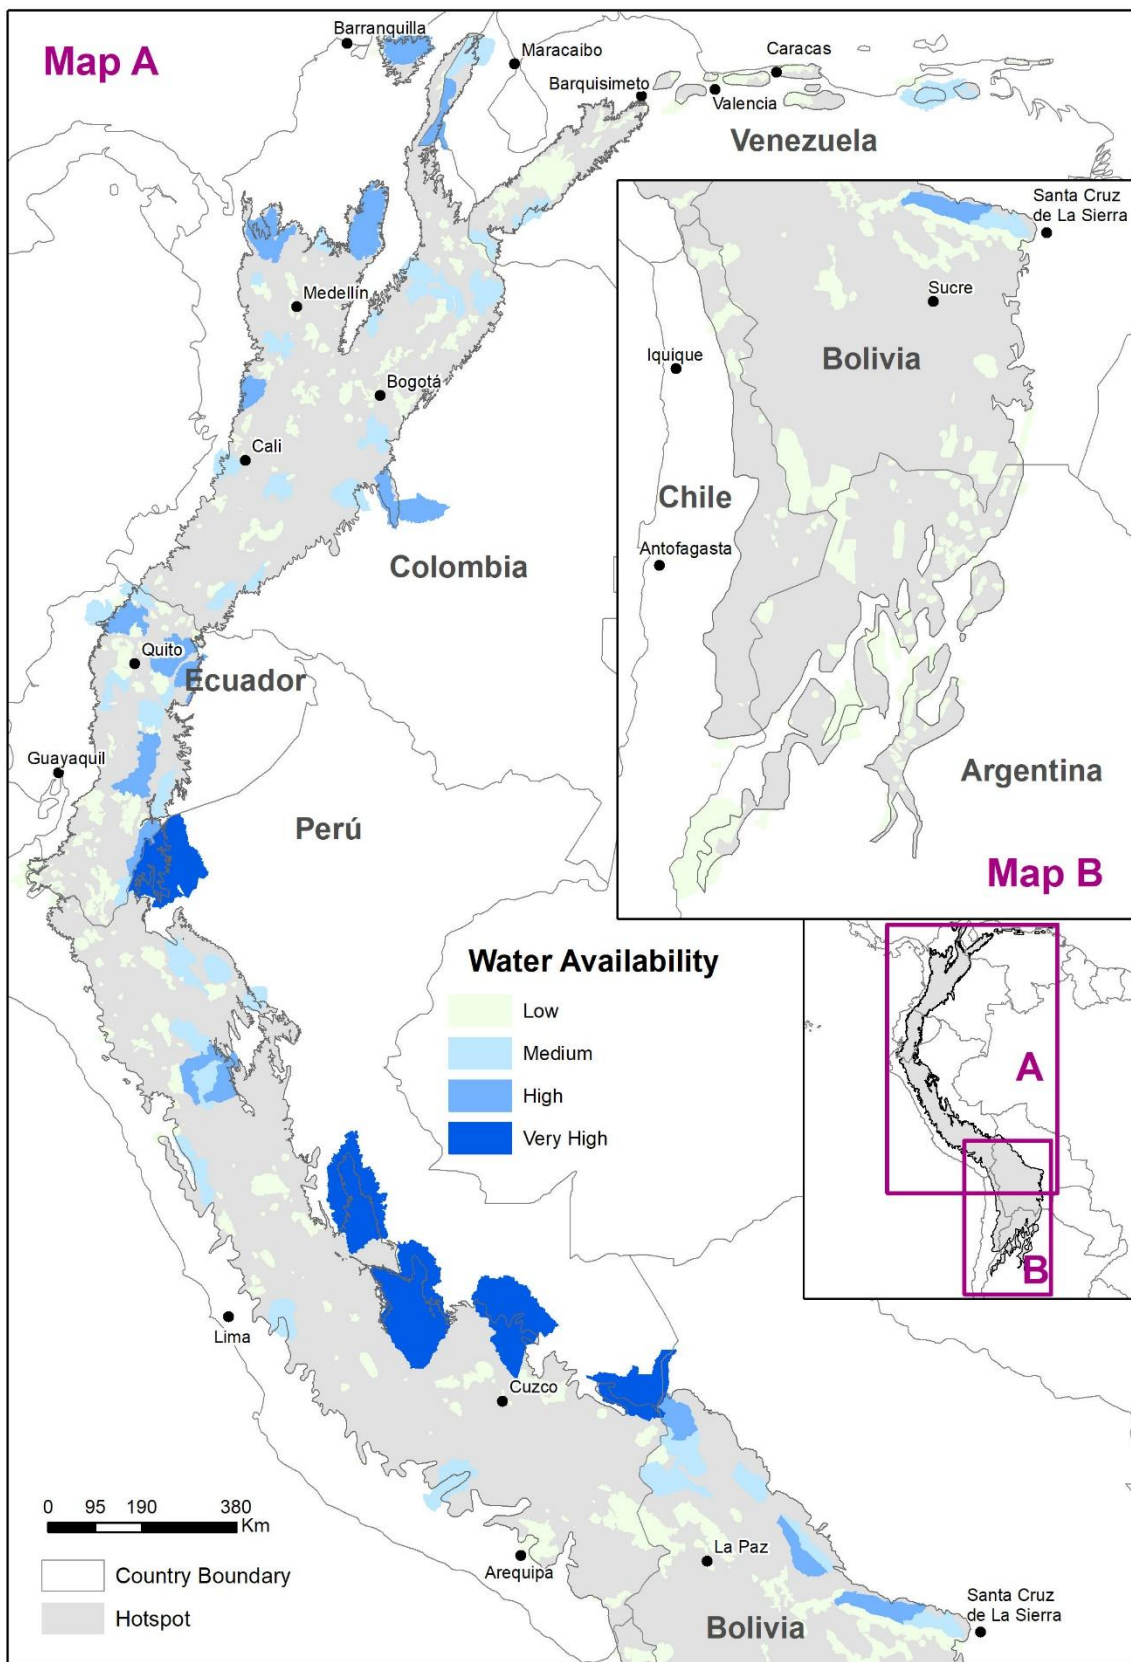 Map A
Barranquilla
Maracaibo
Caracas
Barquisimeto
Valencia
Venezuela
Medellín
Bogotá
Cali
Colombia
Quito
Ecuador
Guayaquil
Perú
Santa Cruz
de La Sierra
Sucre
Bolivia
Iquique
Chile
Antofagasta
Argentina
Map B
Water Availability
Low
Medium
High
Very High
A
B
Lima
Cuzco
0 95 190 380
Km
Country Boundary
Hotspot
Arequipa
La Paz
Bolivia
Santa Cruz
de La Sierra